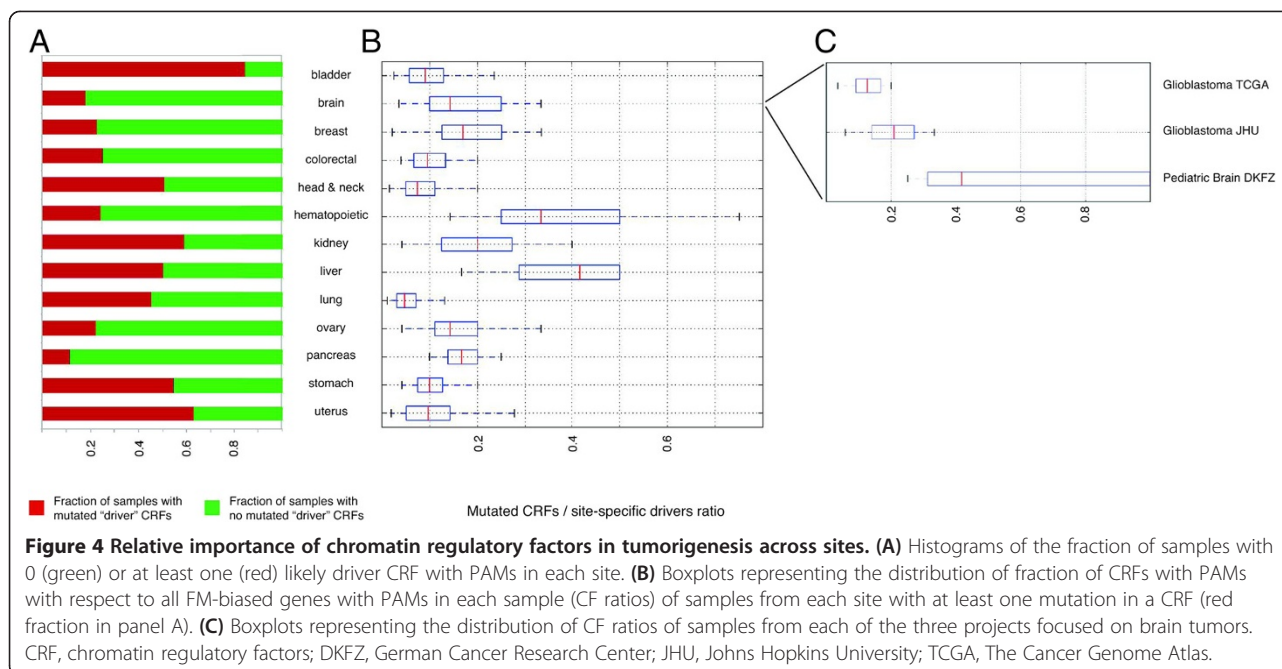 A
B
C
bladder
brain
breast
colorectal
head & neck
hematopoietic
kidney
liver
lung
ovary
pancreas
stomach
uterus
0.2
0.4
0.6
0.8
0.2
0.4
0.6
Glioblastoma TCGA
Glioblastoma JHU
Pediatric Brain DKFZ
0.2
0.4
0.6
0.8
Fraction of samples with
mutated "driver" CRFs
Fraction of samples with
no mutated "driver" CRFs
Mutated CRFs / site-specific drivers ratio
Figure 4 Relative importance of chromatin regulatory factors in tumorigenesis across sites. (A) Histograms of the fraction of samples with
0 (green) or at least one (red) likely driver CRF with PAMs in each site. (B) Boxplots representing the distribution of fraction of CRFs with PAMs
with respect to all FM-biased genes with PAMs in each sample (CF ratios) of samples from each site with at least one mutation in a CRF (red
fraction in panel A). (C) Boxplots representing the distribution of CF ratios of samples from each of the three projects focused on brain tumors.
CRF, chromatin regulatory factors; DKFZ, German Cancer Research Center; JHU, Johns Hopkins University; TCGA, The Cancer Genome Atlas.